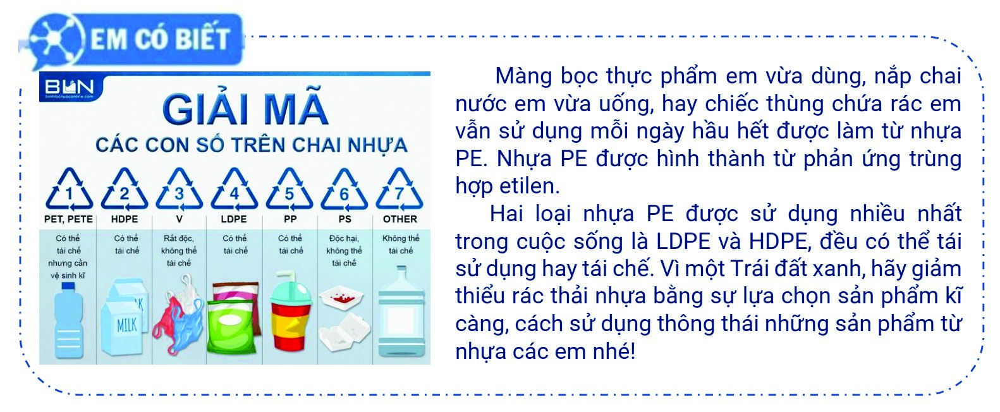 EM CÓ BIẾT
BLN
binhlocnuoconline.com
GIẢI MÃ
CÁC CON SỐ TRÊN CHAI NHỰA
1 2 3 4 5 6 7
PET, PETE HDPE V LDPE PP PS OTHER
Có thể
tái chế
nhưng cần
vệ sinh kĩ
Có thể
tái chế
Rất độc,
không thể
tái chế
Có thể
tái chế
Có thể
tái chế
Độc hại,
không thể
tái chế
Không thể
tái chế
MILK
Màng bọc thực phẩm em vừa dùng, nắp chai
nước em vừa uống, hay chiếc thùng chứa rác em
vẫn sử dụng mỗi ngày hầu hết được làm từ nhựa
PE. Nhựa PE được hình thành từ phản ứng trùng
hợp etilen.
Hai loại nhựa PE được sử dụng nhiều nhất
trong cuộc sống là LDPE và HDPE, đều có thể tái
sử dụng hay tái chế. Vì một Trái đất xanh, hãy giảm
thiểu rác thải nhựa bằng sự lựa chọn sản phẩm kĩ
càng, cách sử dụng thông thái những sản phẩm từ
nhựa các em nhé!